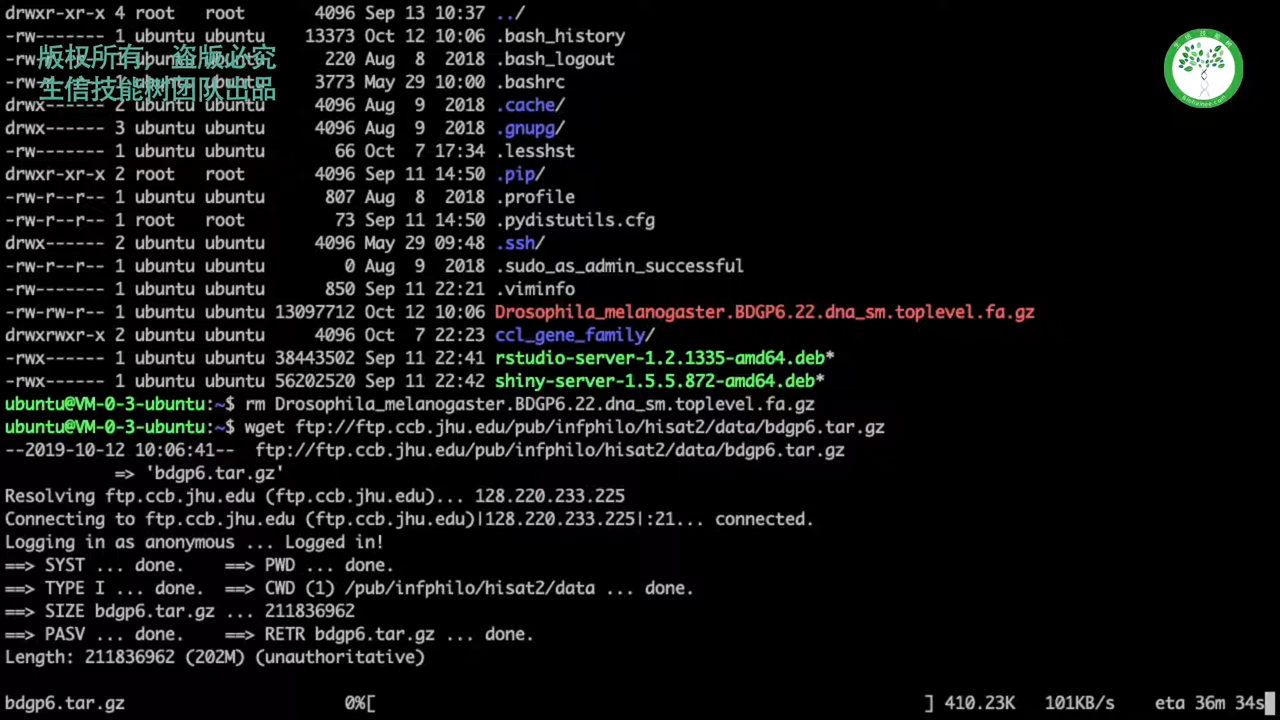 drwxr-xr-x 4 root   root       4096 Sep 13 10:37 ../
-rw------- 1 ubuntu ubuntu    13373 Oct 12 10:06 .bash_history
220 Aug  8  2018 .bash_logout
3773 May 29 10:00 .bashrc
drwx------ 2 ubuntu ubuntu     4096 Aug  9  2018 .cache/
drwx------ 3 ubuntu ubuntu     4096 Aug  9  2018 .gnupg/
-rw------- 1 ubuntu ubuntu       66 Oct  7 17:34 .lesshst
drwxr-xr-x 2 root   root       4096 Sep 11 14:50 .pip/
-rw-r--r-- 1 ubuntu ubuntu      807 Aug  8  2018 .profile
-rw-r--r-- 1 root   root         73 Sep 11 14:50 .pydistutils.cfg
drwx------ 2 ubuntu ubuntu     4096 May 29 09:48 .ssh/
-rw-r--r-- 1 ubuntu ubuntu        0 Aug  9  2018 .sudo_as_admin_successful
-rw------- 1 ubuntu ubuntu      850 Sep 11 22:21 .viminfo
-rw-rw-r-- 1 ubuntu ubuntu 13097712 Oct 12 10:06 Drosophila_melanogaster.BDGP6.22.dna_sm.toplevel.fa.gz
drwxrwxr-x 2 ubuntu ubuntu     4096 Oct  7 22:23 ccl_gene_family/
-rwx------ 1 ubuntu ubuntu 38443502 Sep 11 22:41 rstudio-server-1.2.1335-amd64.deb*
-rwx------ 1 ubuntu ubuntu 56202520 Sep 11 22:42 shiny-server-1.5.5.872-amd64.deb*
ubuntu@VM-0-3-ubuntu:~$ rm Drosophila_melanogaster.BDGP6.22.dna_sm.toplevel.fa.gz
ubuntu@VM-0-3-ubuntu:~$ wget ftp://ftp.ccb.jhu.edu/pub/infphilo/hisat2/data/bdgp6.tar.gz
--2019-10-12 10:06:41--  ftp://ftp.ccb.jhu.edu/pub/infphilo/hisat2/data/bdgp6.tar.gz
=> 'bdgp6.tar.gz'
Resolving ftp.ccb.jhu.edu (ftp.ccb.jhu.edu)... 128.220.233.225
Connecting to ftp.ccb.jhu.edu (ftp.ccb.jhu.edu)|128.220.233.225|:21... connected.
Logging in as anonymous ... Logged in!
==> SYST ... done.    ==> PWD ... done.
==> TYPE I ... done.  ==> CWD (1) /pub/infphilo/hisat2/data ... done.
==> SIZE bdgp6.tar.gz ... 211836962
==> PASV ... done.    ==> RETR bdgp6.tar.gz ... done.
Length: 211836962 (202M) (unauthoritative)
bdgp6.tar.gz 0%[ ] 410.23K 101KB/s eta 36m 34s
版权所有，盗版必究
生信技能树团队出品
生信技能树
Biotrainee.com